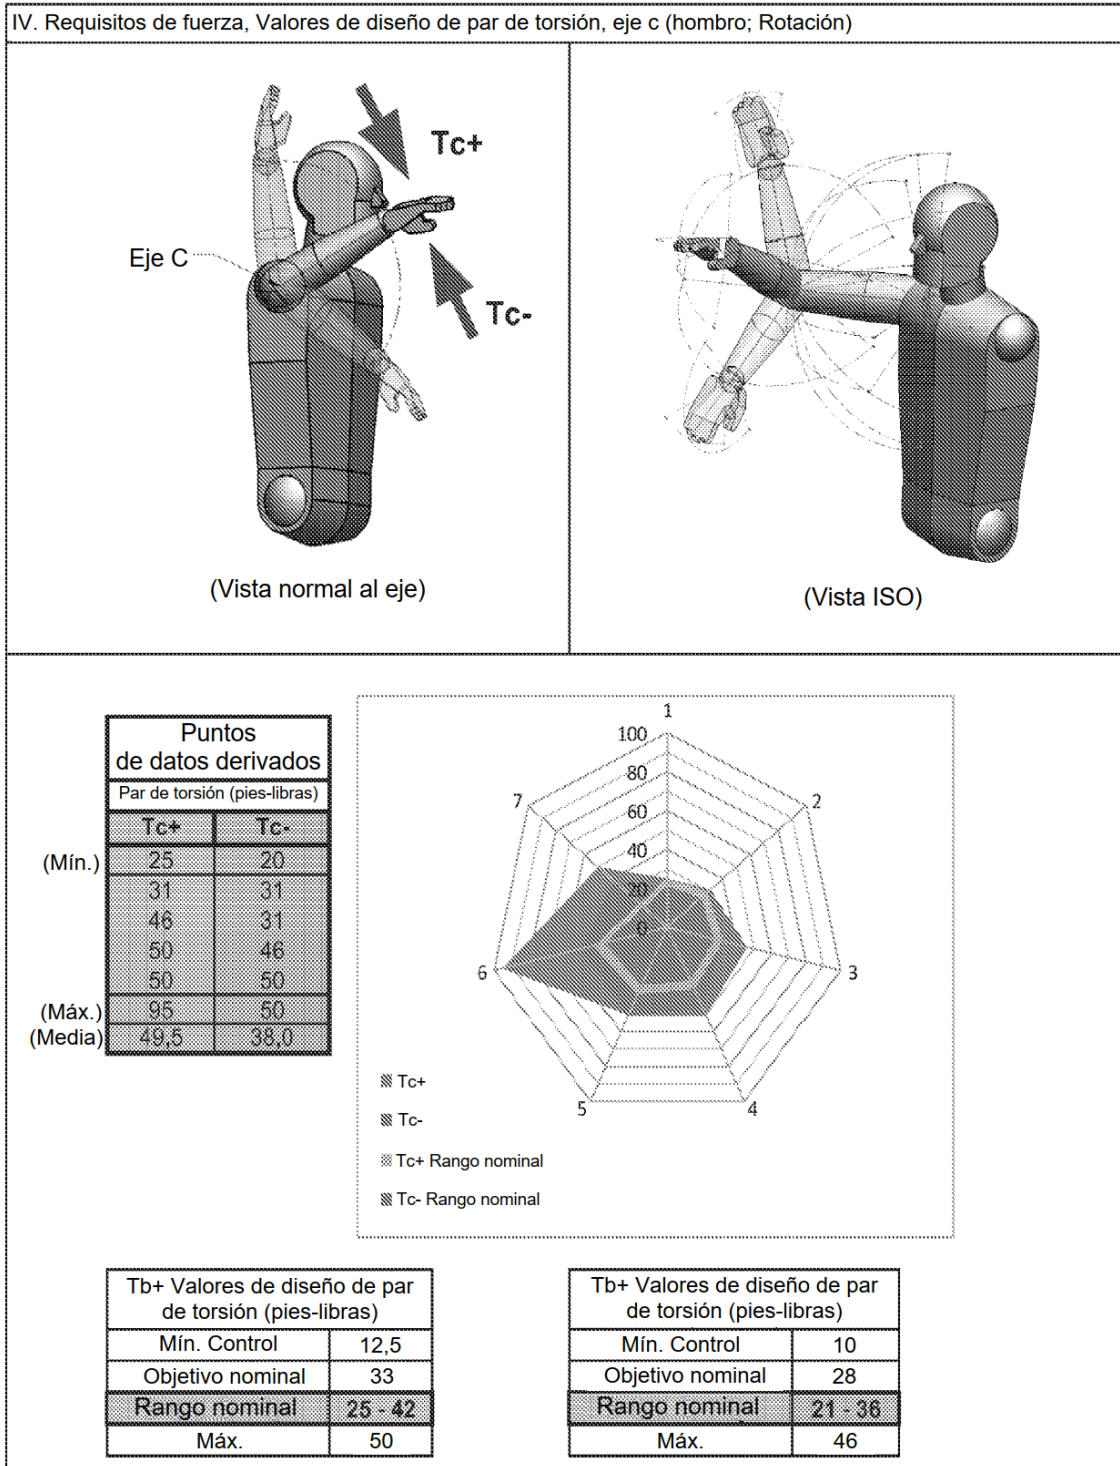 IV. Requisitos de fuerza, Valores de diseño de par de torsión, eje c (hombro; Rotación)
Tc+
Eje C
Tc-
(Vista normal al eje)
(Vista ISO)
Puntos
de datos derivados
Par de torsión (pies-libras)
Tc+ Tc-
(Mín.) 25 20
31 31
46 31
50 46
50 50
(Máx.) 95 50
(Media) 49,5 38,0
1
100
80
60
40
20
0
2
3
4
5
6
7
Tc+
Tc-
Tc+ Rango nominal
Tc- Rango nominal
Tb+ Valores de diseño de par
de torsión (pies-libras)
Mín. Control 12,5
Objetivo nominal 33
Rango nominal 25 - 42
Máx. 50
Tb+ Valores de diseño de par
de torsión (pies-libras)
Mín. Control 10
Objetivo nominal 28
Rango nominal 21 - 36
Máx. 46